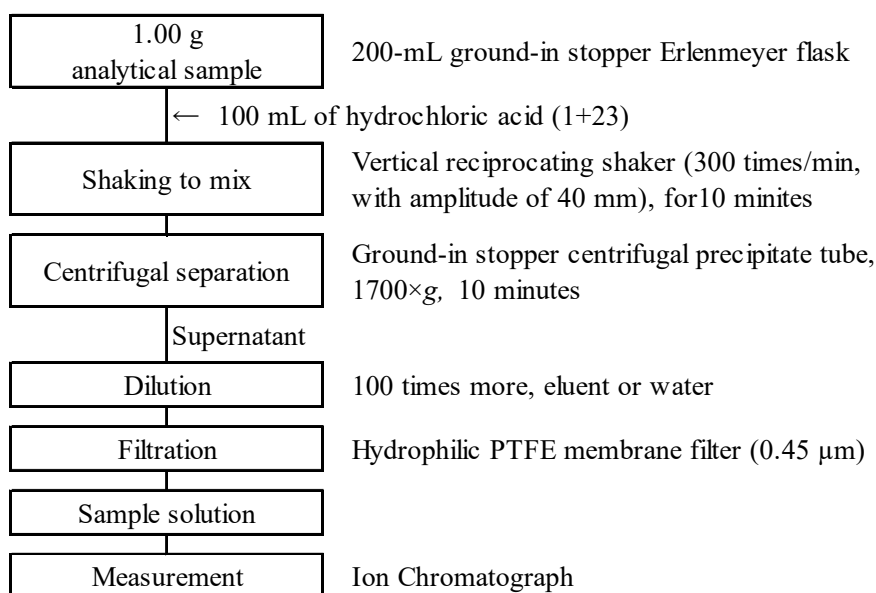 1.00 g
analytical sample
200-mL ground-in stopper Erlenmeyer flask
← 100 mL of hydrochloric acid (1+23)
Shaking to mix
Vertical reciprocating shaker (300 times/min,
with amplitude of 40 mm), for10 minites
Centrifugal separation
Ground-in stopper centrifugal precipitate tube,
1700×g, 10 minutes
Supernatant
Dilution
100 times more, eluent or water
Filtration
Hydrophilic PTFE membrane filter (0.45 µm)
Sample solution
Measurement
Ion Chromatograph